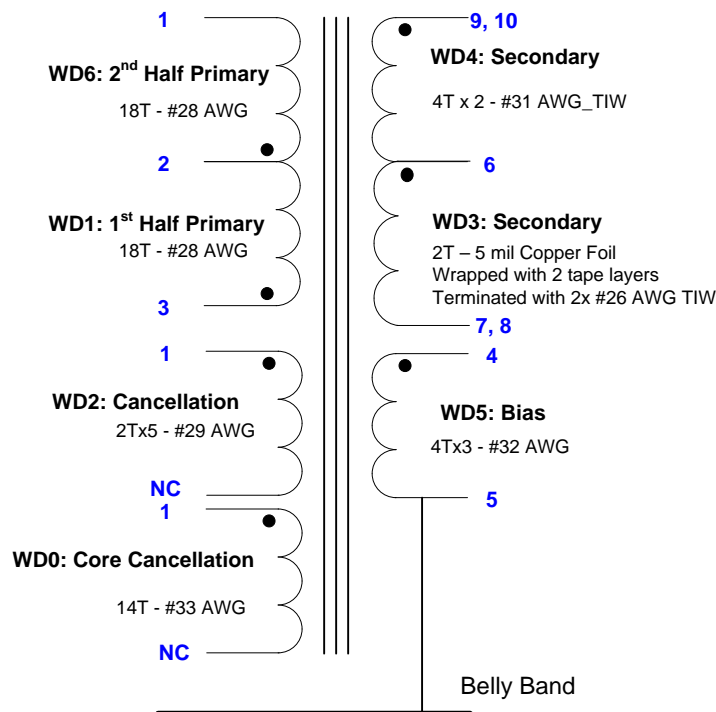 1
WD6: 2nd Half Primary
18T - #28 AWG
2
WD1: 1st Half Primary
18T - #28 AWG
3
1
WD2: Cancellation
2Tx5 - #29 AWG
NC
1
WD0: Core Cancellation
14T - #33 AWG
NC
9, 10
WD4: Secondary
4T x 2 - #31 AWG_TIW
6
WD3: Secondary
2T – 5 mil Copper Foil
Wrapped with 2 tape layers
Terminated with 2x #26 AWG TIW
7, 8
4
WD5: Bias
4Tx3 - #32 AWG
5
Belly Band